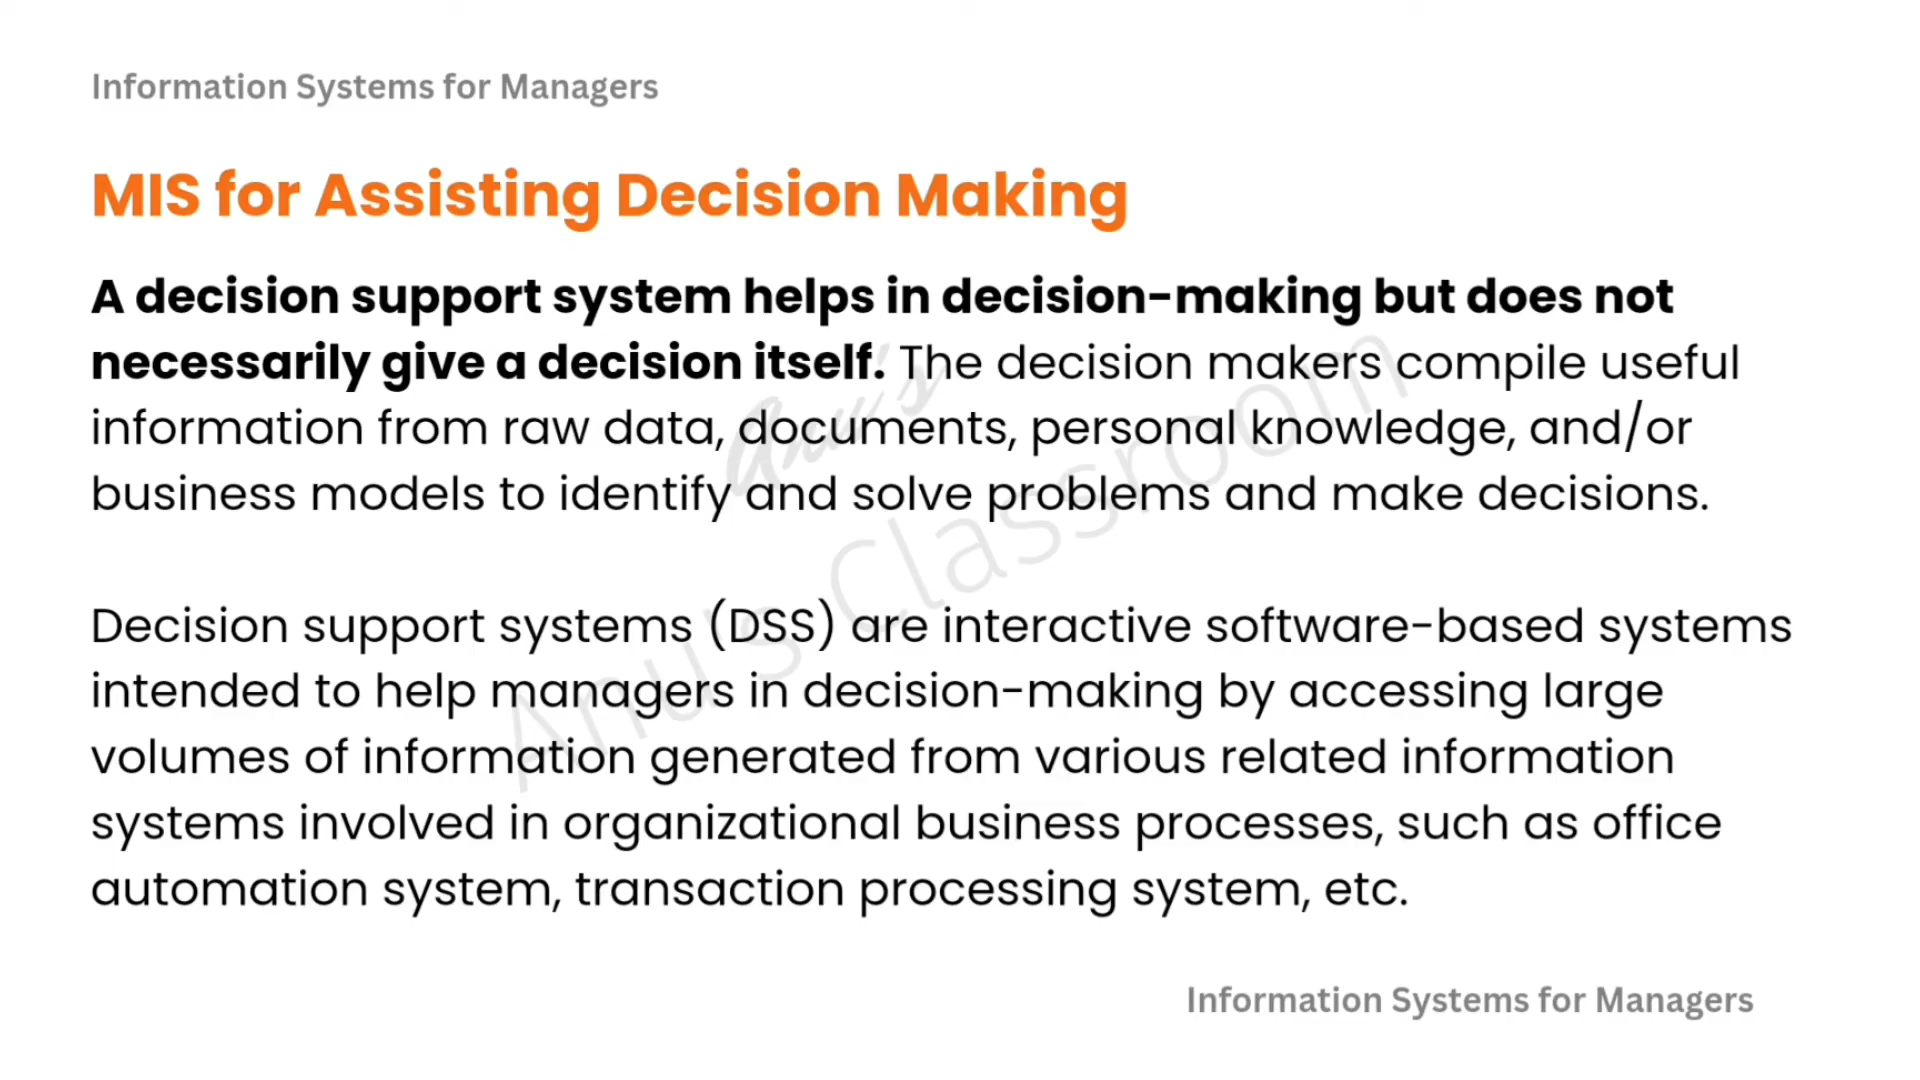 Information Systems for Managers
MIS for Assisting Decision Making
A decision support system helps in decision-making but does not
necessarily give a decision itself. The decision makers compile useful
information from raw data, documents, personal knowledge, and/or
business models to identify and solve problems and make decisions.
Decision support systems (DSS) are interactive software-based systems
intended to help managers in decision-making by accessing large
volumes of information generated from various related information
systems involved in organizational business processes, such as office
automation system, transaction processing system, etc.
Anu's
Anu's Classroom
Information Systems for Managers